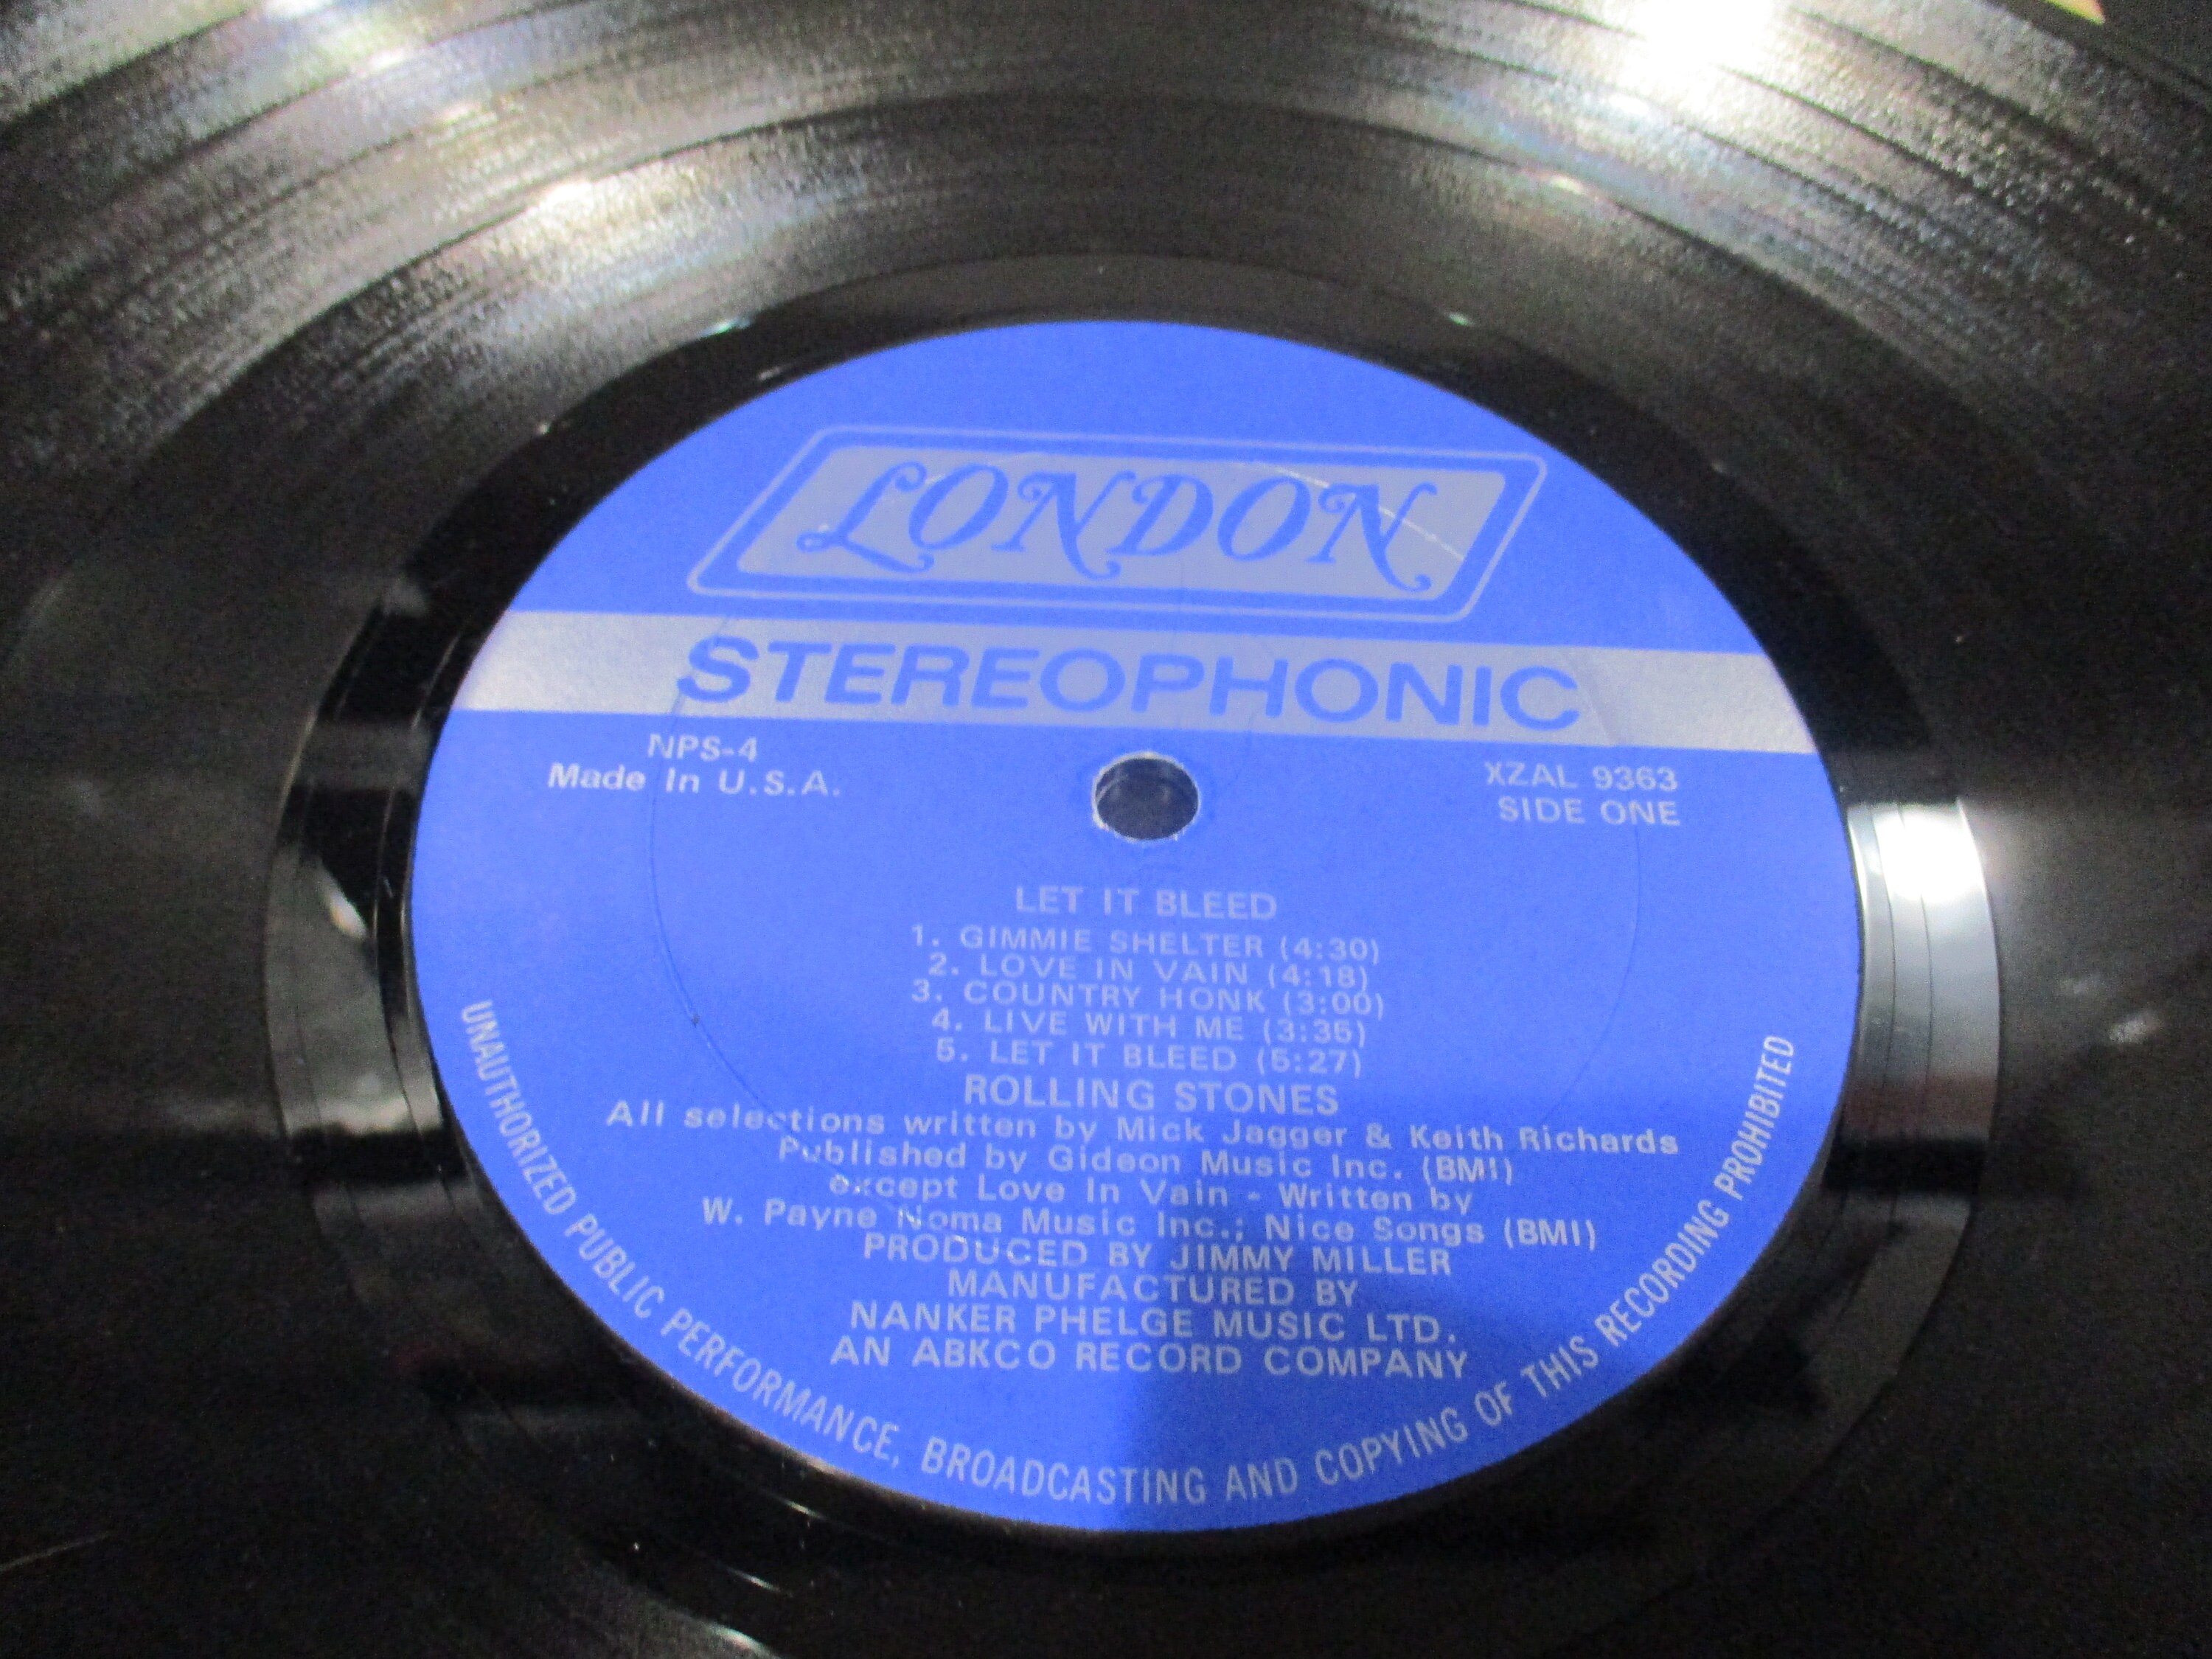 LONDON
STEREOPHONIC
NPS-4
Made In U.S.A.
XZAL 9363
SIDE ONE
LET IT BLEED
1. GIMMIE SHELTER (4:30)
2. LOVE IN VAIN (4:18)
3. COUNTRY HONK (3:00)
4. LIVE WITH ME (3:35)
5. LET IT BLEED (5:27)
ROLLING STONES
All selections written by Mick Jagger & Keith Richards
Published by Gideon Music Inc. (BMI)
except Love In Vain - Written by
W. Payne Noma Music Inc.; Nice Songs (BMI)
PRODUCED BY JIMMY MILLER
MANUFACTURED BY
NANKER PHELGE MUSIC LTD.
AN ABKCO RECORD COMPANY
UNAUTHORIZED PUBLIC PERFORMANCE, BROADCASTING AND COPYING OF THIS RECORDING PROHIBITED